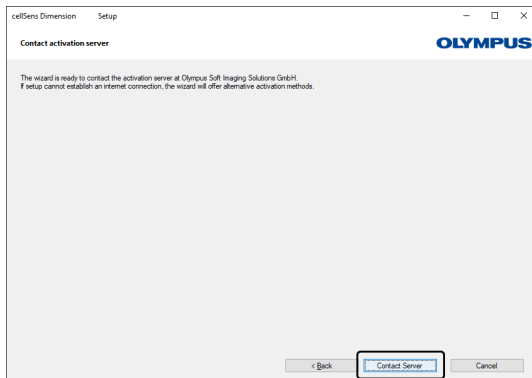 cellSens Dimension Setup
Contact activation server
OLYMPUS
The wizard is ready to contact the activation server at Olympus Soft Imaging Solutions GmbH.
If setup cannot establish an internet connection, the wizard will offer alternative activation methods.
< Back Contact Server Cancel